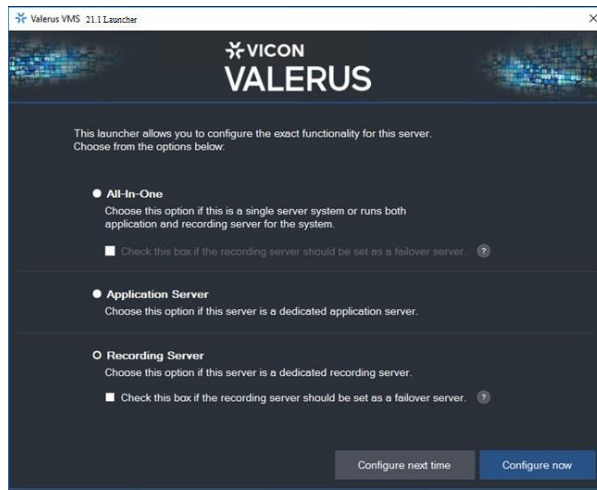 Valerus VMS 21.1 Launcher
VICON
VALERUS
This launcher allows you to configure the exact functionality for this server.
Choose from the options below:
All-In-One
Choose this option if this is a single server system or runs both
application and recording server for the system.
Check this box if the recording server should be set as a failover server. ?
Application Server
Choose this option if this server is a dedicated application server.
Recording Server
Choose this option if this server is a dedicated recording server.
Check this box if the recording server should be set as a failover server. ?
Configure next time Configure now